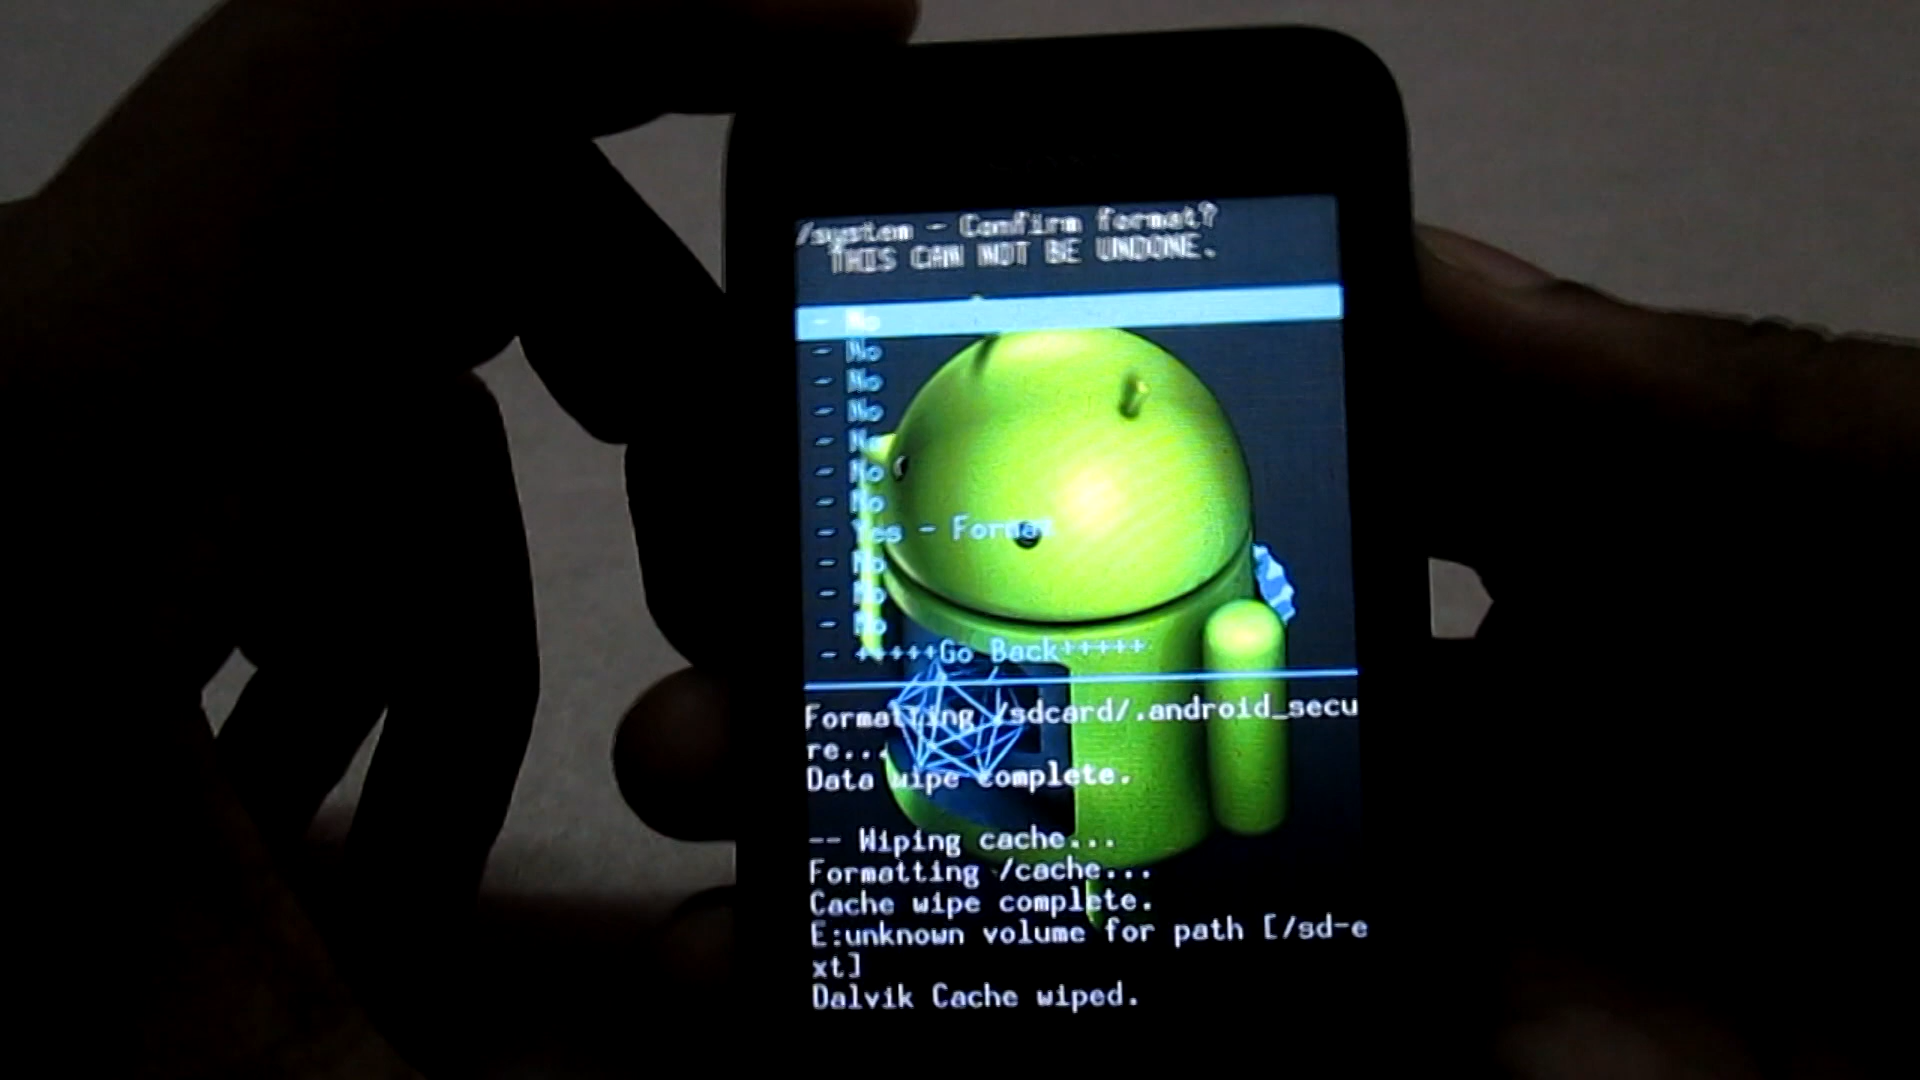 /system - Confirm format?
THIS CAN NOT BE UNDONE.
- No
- No
- No
- No
- No
- No
- No
- Yes - Format
- No
- No
- No
- +++++Go Back+++++
Formatting /sdcard/.android_secu
re...
Data wipe complete.
-- Wiping cache...
Formatting /cache...
Cache wipe complete.
E:unknown volume for path [/sd-e
xt]
Dalvik Cache wiped.